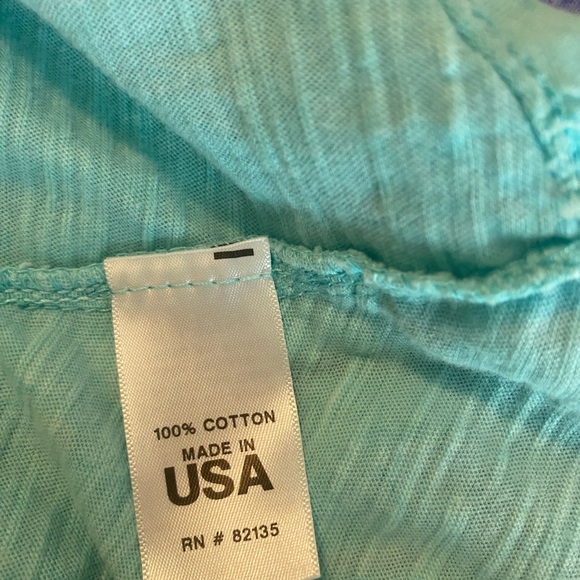 100% COTTON
MADE IN
USA
RN # 82135